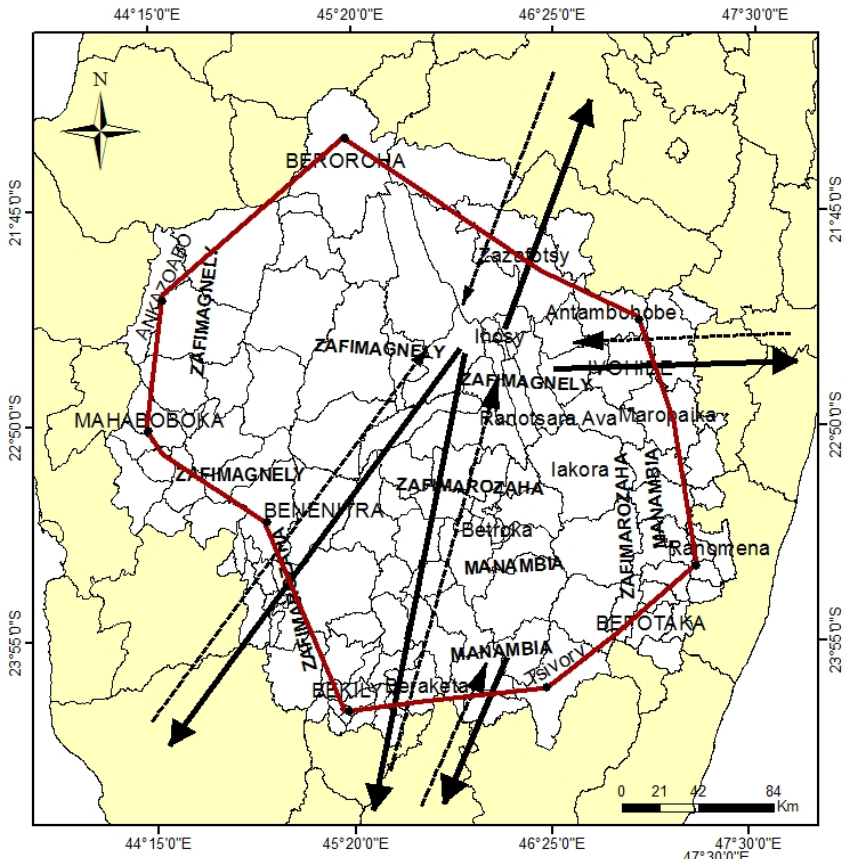 44°15'0"E 45°20'0"E 46°25'0"E 47°30'0"E
N
BEROROHA
21°45'0"S
21°45'0"S
ANKAZOABO
ZAFIMAGNELY
Zazafotsy
Antambohobe
Ihosy
ZAFIMAGNELY
IVOHIBE
ZAFIMAGNELY
MAHABOBOKA
Ranotsara Ava
Maropaika
22°50'0"S
22°50'0"S
ZAFIMAGNELY
Iakora
ZAFIMAROZAHA
ZAFIMAROZAHA
MANAMBIA
BENENITRA
Betroka
Ranomena
MANAMBIA
BEFOTAKA
23°55'0"S
23°55'0"S
MANAMBIA
Tsivory
BEKILY
Beraketa
0 21 42 84
Km
44°15'0"E 45°20'0"E 46°25'0"E 47°30'0"E
47°30'0"E